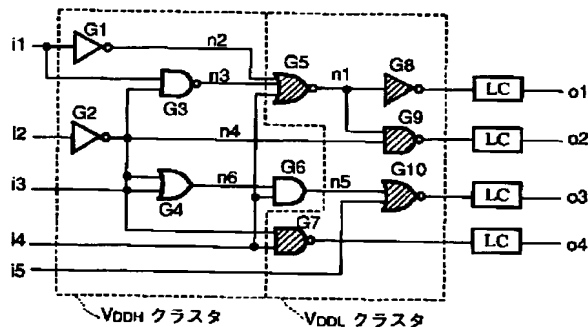 i1
G1
n2
G5
G8
LC
o1
G3
n3
n1
G9
G2
i2
n4
LC
o2
G10
i3
G4
n6
G6
n5
LC
o3
G7
i4
LC
o4
i5
VDDH クラスタ
VDDL クラスタ